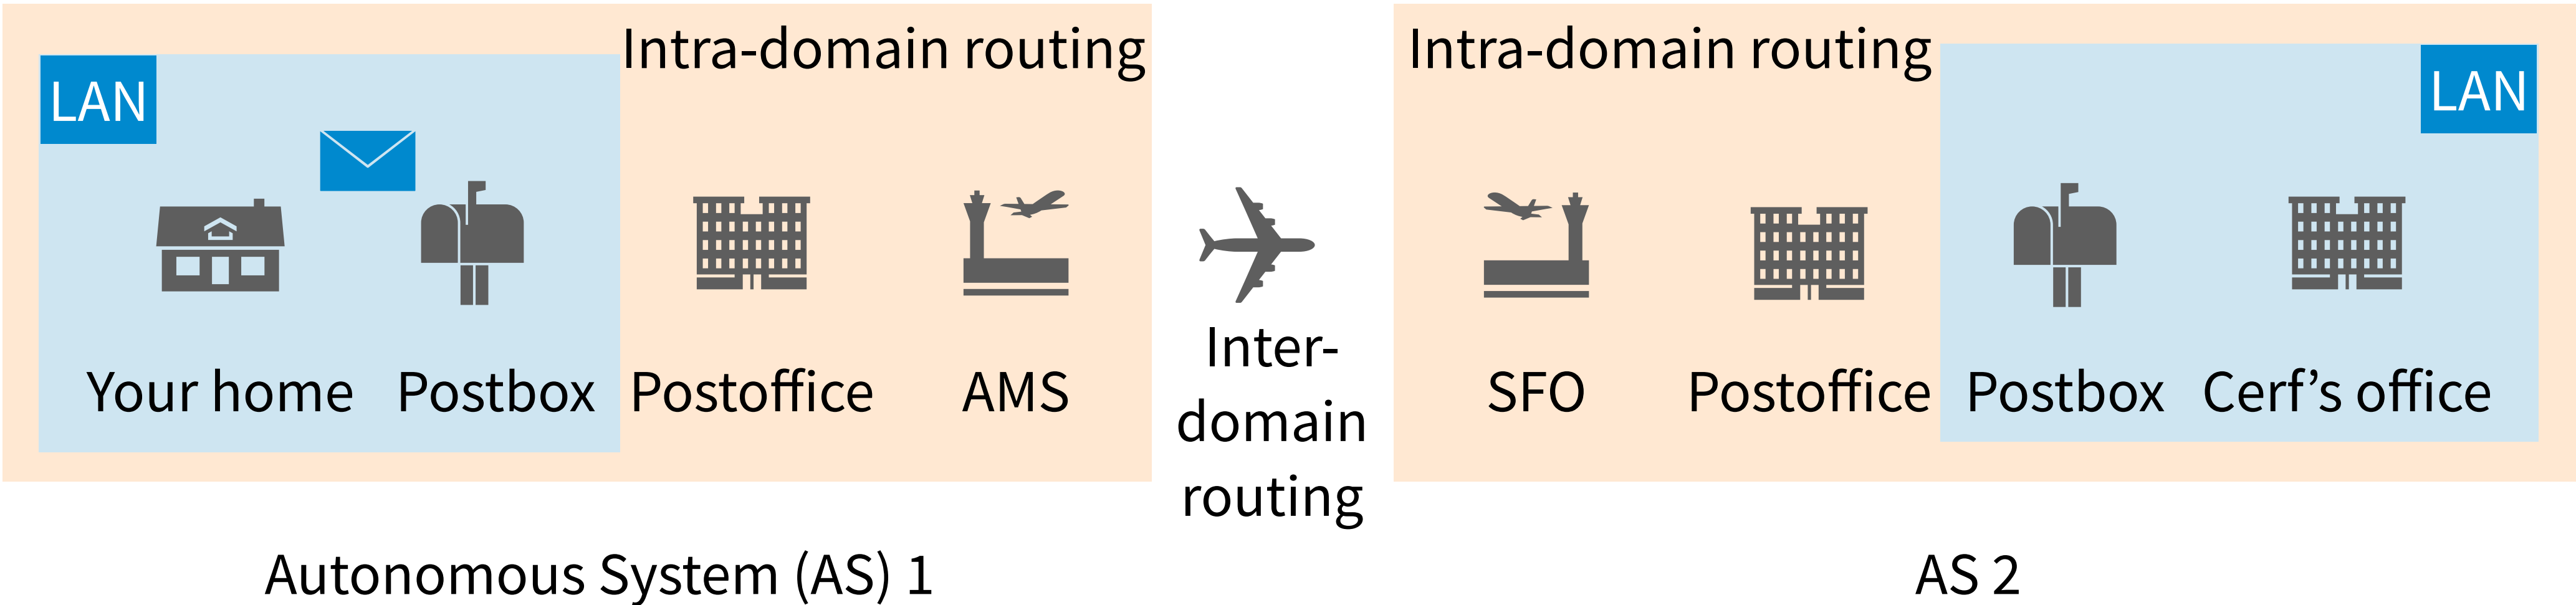 Intra-domain routing
Intra-domain routing
LAN
LAN
Your home
Postbox
Postoffice
AMS
Inter-
domain
routing
SFO
Postoffice
Postbox
Cerf’s office
Autonomous System (AS) 1
AS 2